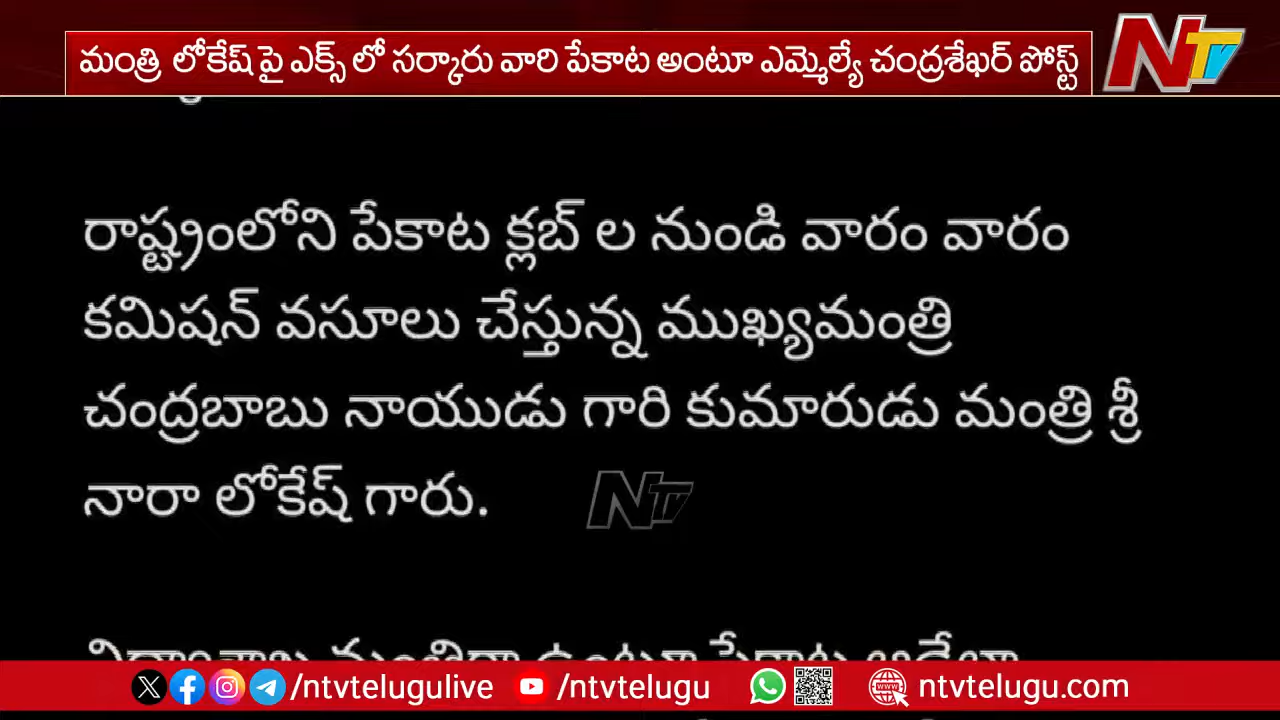 మంత్రి లోకేష్ పై ఎక్స్ లో సర్కారు వారి పేకాట అంటూ ఎమ్మెల్యే చంద్రశేఖర్ పోస్ట్
NTV
రాష్ట్రంలోని పేకాట క్లబ్ ల నుండి వారం వారం
కమిషన్ వసూలు చేస్తున్న ముఖ్యమంత్రి
చంద్రబాబు నాయుడు గారి కుమారుడు మంత్రి శ్రీ
నారా లోకేష్ గారు.
NTV
/ntvtelugulive /ntvtelugu ntvtelugu.com